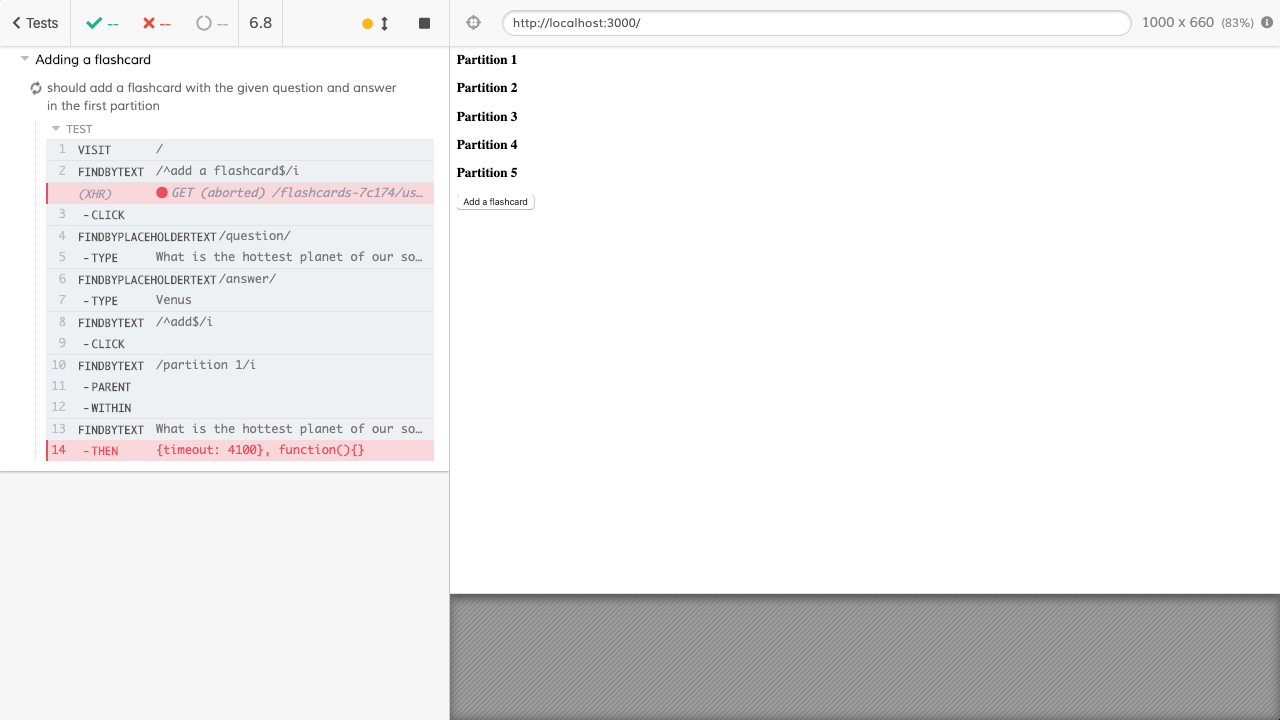 Tests -- -- -- 6.8
http://localhost:3000/ 1000 x 660 (83%)
Adding a flashcard
should add a flashcard with the given question and answer
in the first partition
TEST
1 VISIT /
2 FINDBYTEXT /^add a flashcard$/i
(XHR) GET (aborted) /flashcards-7c174/us…
3 -CLICK
4 FINDBYPLACEHOLDERTEXT /question/
5 -TYPE What is the hottest planet of our so…
6 FINDBYPLACEHOLDERTEXT /answer/
7 -TYPE Venus
8 FINDBYTEXT /^add$/i
9 -CLICK
10 FINDBYTEXT /partition 1/i
11 -PARENT
12 -WITHIN
13 FINDBYTEXT What is the hottest planet of our so…
14 -THEN {timeout: 4100}, function(){}
Partition 1
Partition 2
Partition 3
Partition 4
Partition 5
Add a flashcard